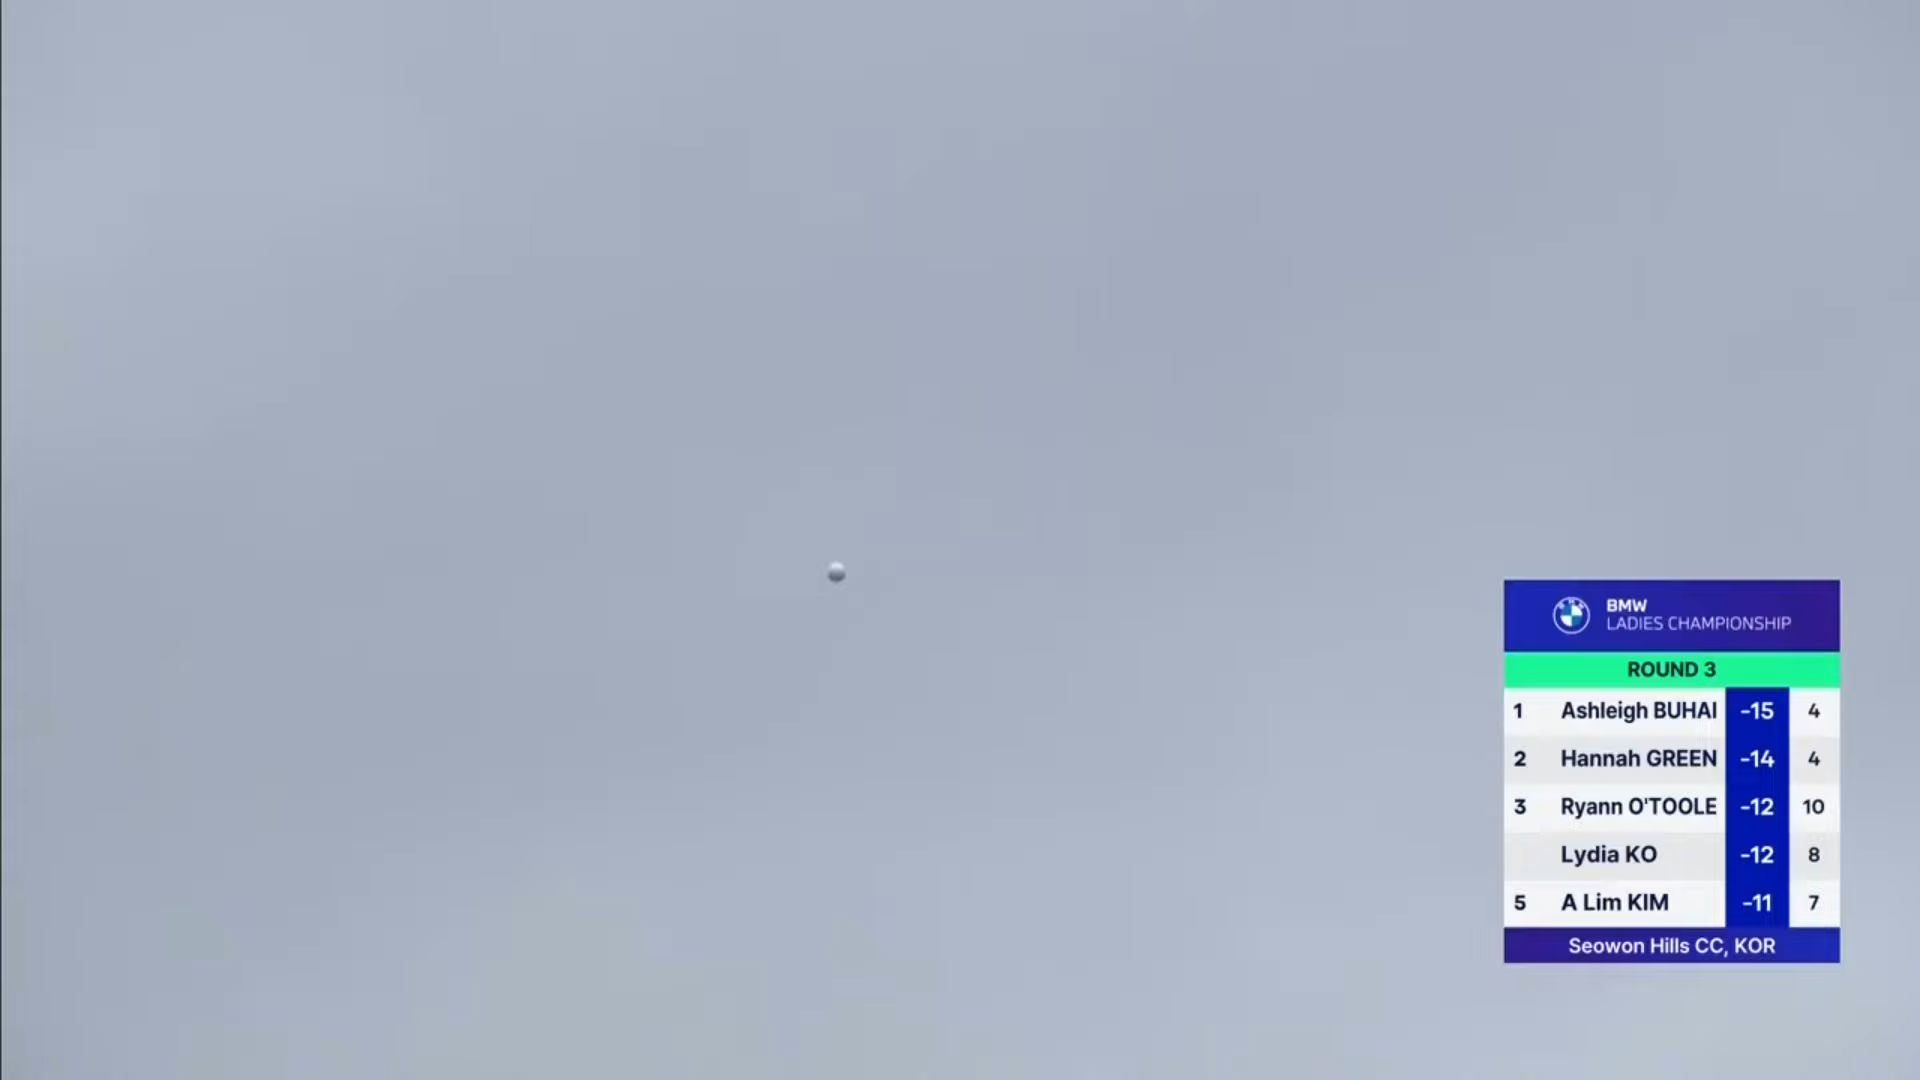 BMW
LADIES CHAMPIONSHIP
ROUND 3
1 Ashleigh BUHAI -15 4
2 Hannah GREEN -14 4
3 Ryann O'TOOLE -12 10
Lydia KO -12 8
5 A Lim KIM -11 7
Seowon Hills CC, KOR